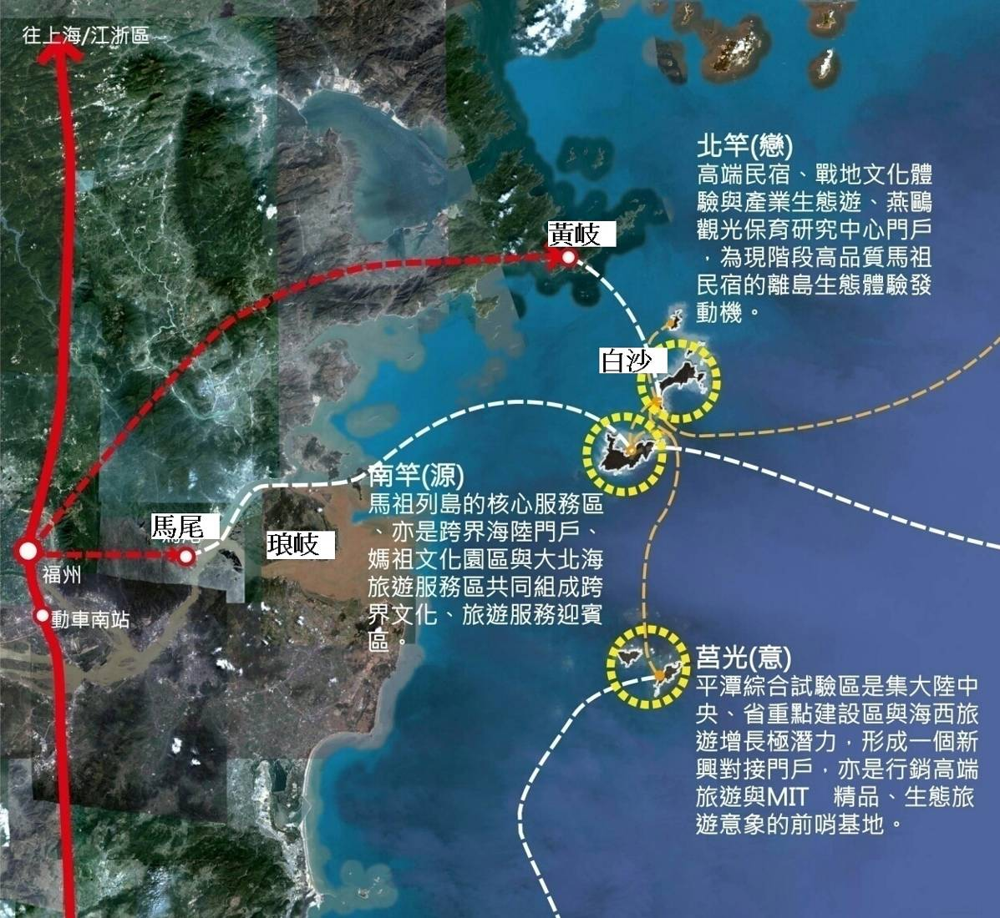 往上海/江浙區
北竿(戀)
高端民宿、戰地文化體
驗與產業生態遊、燕鷗
觀光保育研究中心門戶
，為現階段高品質馬祖
民宿的離島生態體驗發
動機。
黃岐
白沙
南竿(源)
馬祖列島的核心服務區
、亦是跨界海陸門戶、
媽祖文化園區與大北海
旅遊服務區共同組成跨
界文化、旅遊服務迎賓
區。
馬尾
琅岐
福州
動車南站
莒光(意)
平潭綜合試驗區是集大陸中
央、省重點建設區與海西旅
遊增長極潛力，形成一個新
興對接門戶，亦是行銷高端
旅遊與MIT　精品、生態旅
遊意象的前哨基地。